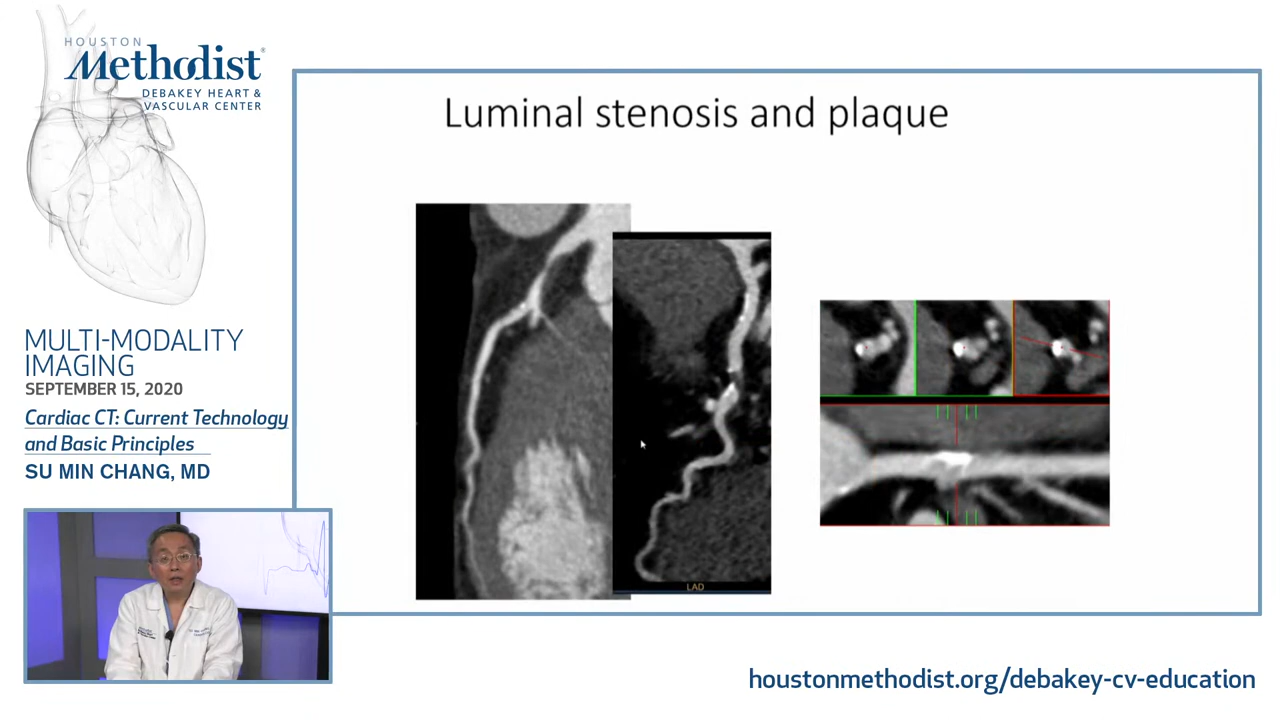 HOUSTON
Methodist®
DEBAKEY HEART &
VASCULAR CENTER
Luminal stenosis and plaque
MULTI-MODALITY
IMAGING
SEPTEMBER 15, 2020
Cardiac CT: Current Technology
and Basic Principles
SU MIN CHANG, MD
LAD
houstonmethodist.org/debakey-cv-education